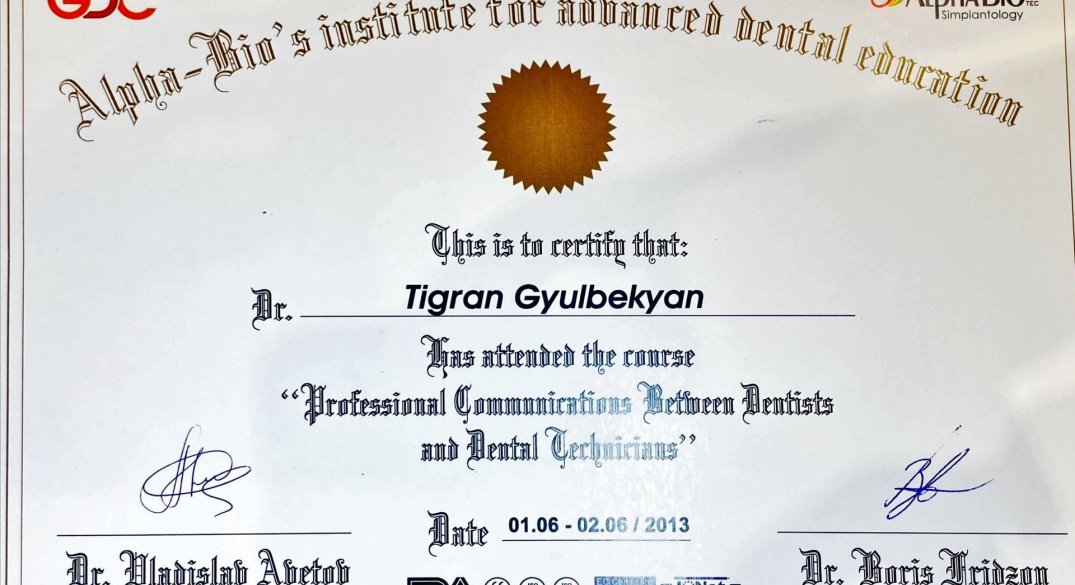 GDC
AlphaBio TEC
Simplantology
Alpha-Bio's institute for advanced dental education
This is to certify that:
Dr. Tigran Gyulbekyan
Has attended the course
“Professional Communications Between Dentists
and Dental Technicians”
Date 01.06 - 02.06 / 2013
Dr. Vladislav Avetov
Dr. Boris Fridzon